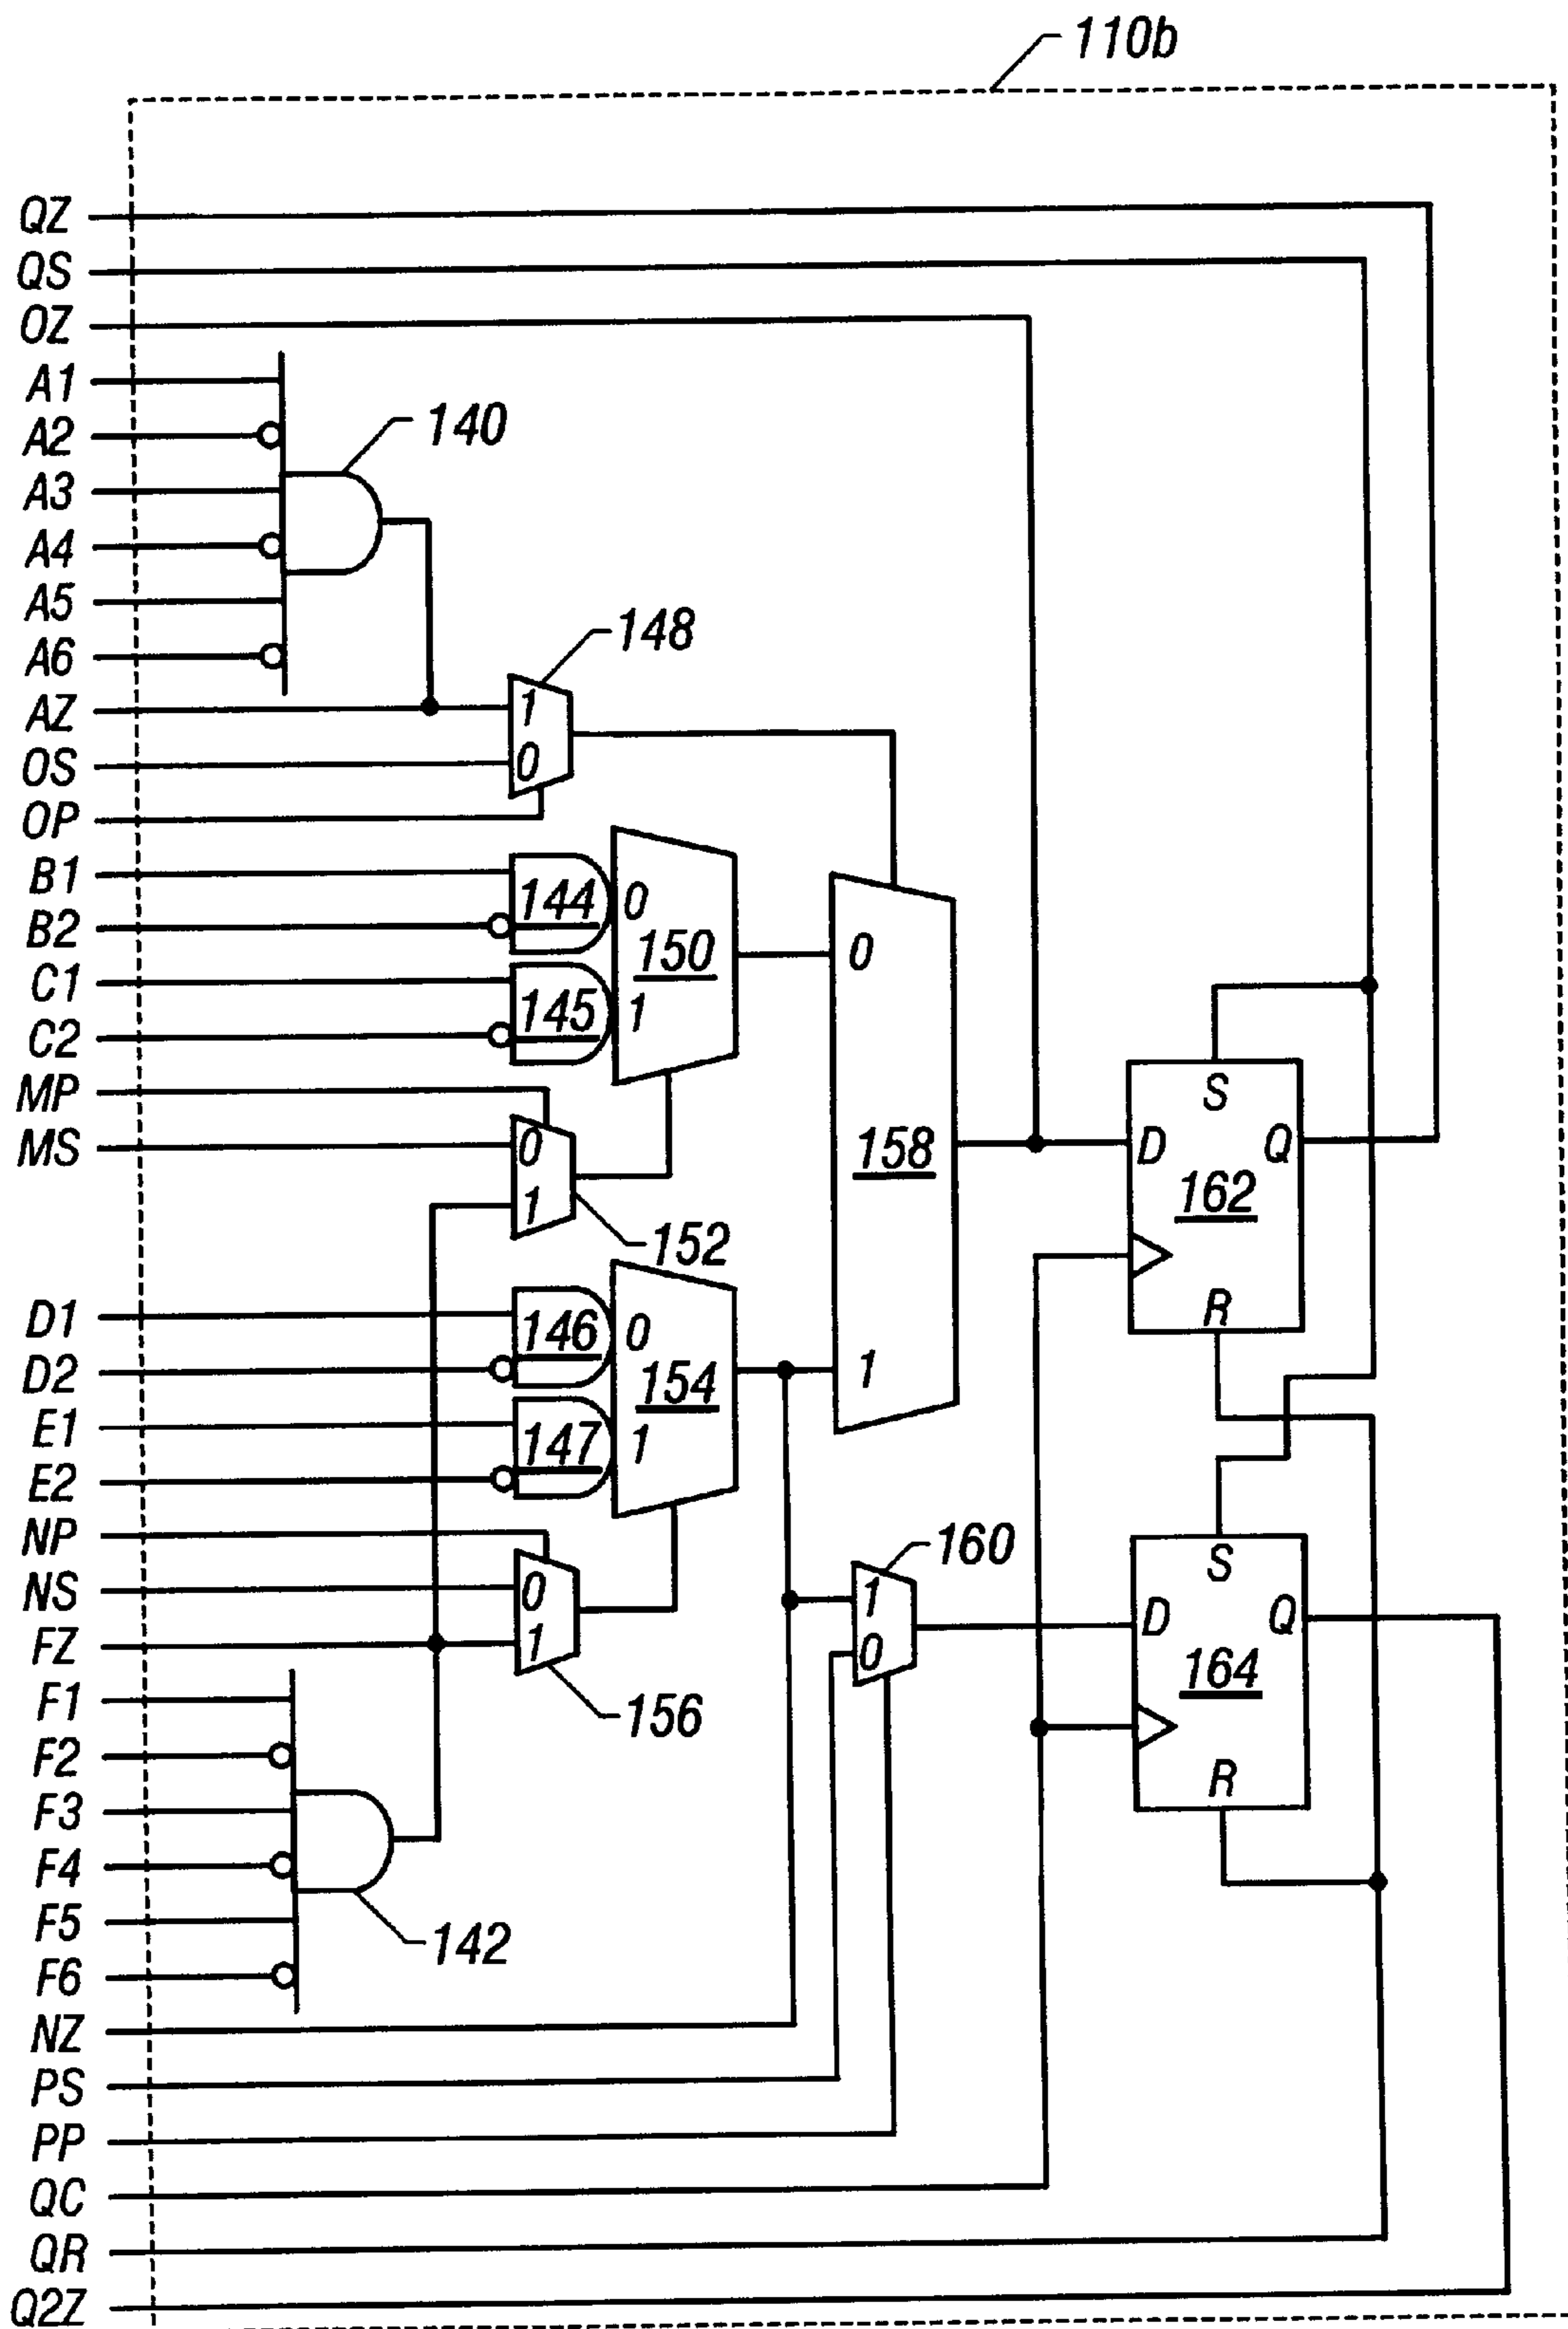 110b
QZ
QS
OZ
A1
A2
140
A3
A4
A5
A6
148
AZ
1
OS
0
OP
B1
144
0
B2
150
0
C1
145
1
C2
MP
S
MS
0
158
D
Q
1
162
152
D1
146
0
R
D2
154
1
E1
147
1
E2
NP
160
S
NS
0
1
D
Q
FZ
1
0
164
F1
156
F2
R
F3
F4
F5
142
F6
NZ
PS
PP
QC
QR
Q2Z